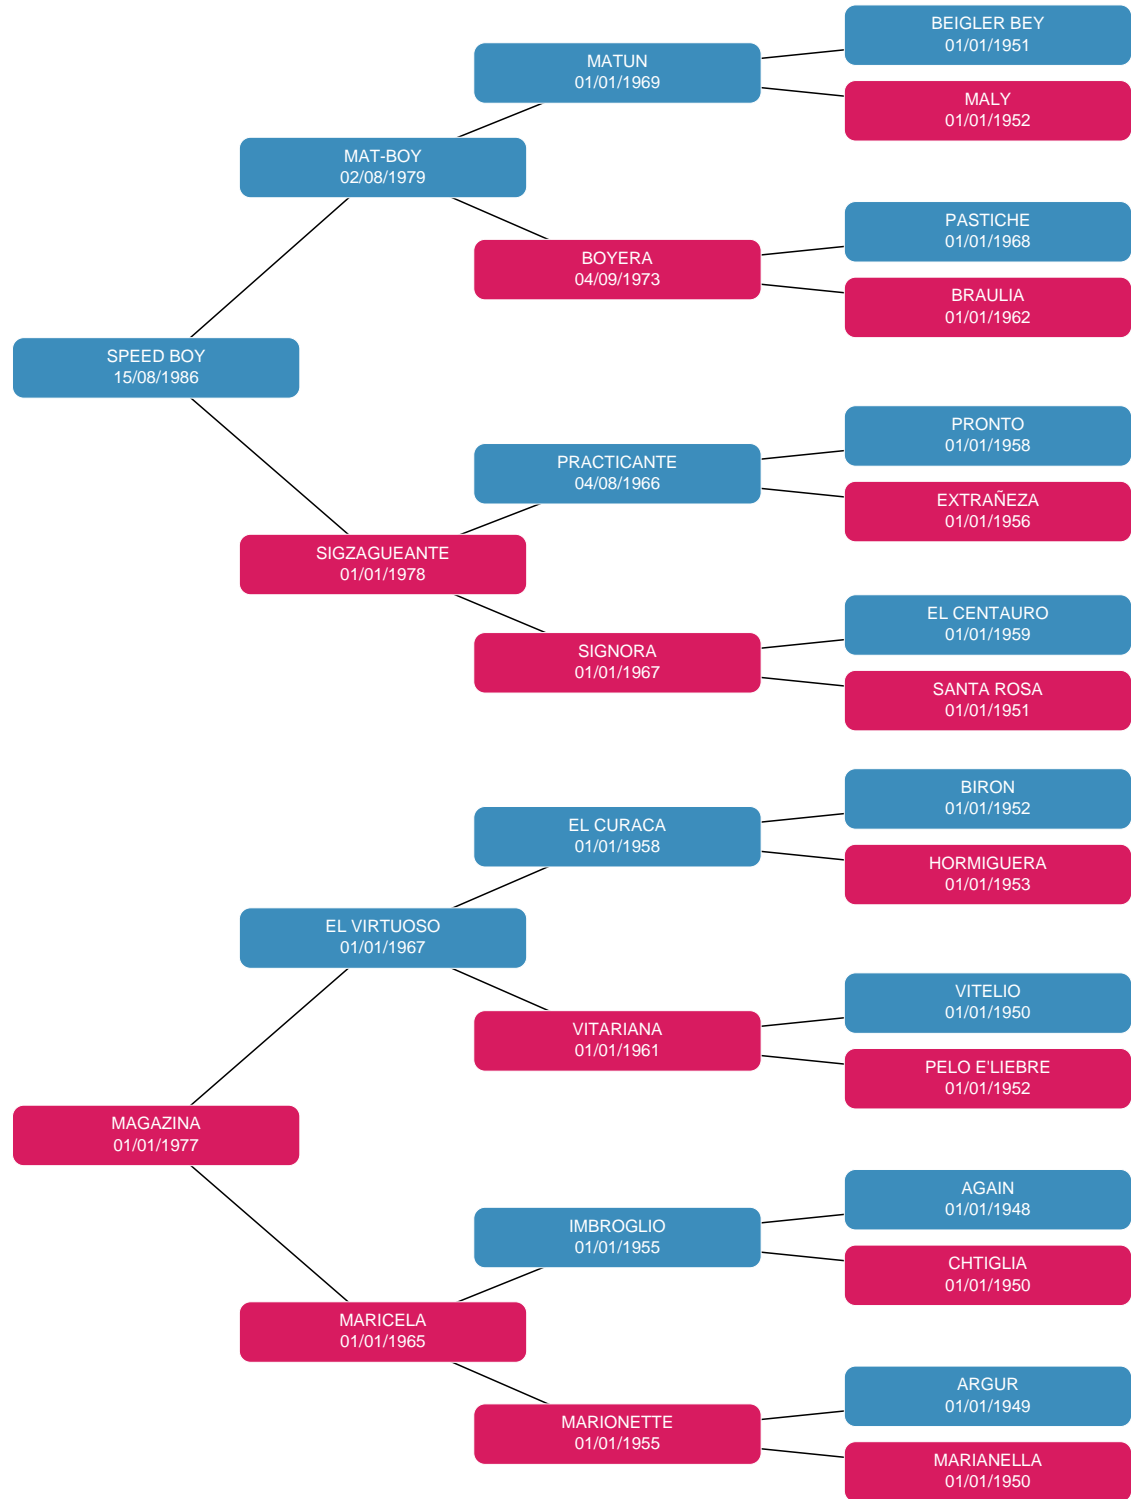 BEIGLER BEY
01/01/1951
MATUN
01/01/1969
MALY
01/01/1952
MAT-BOY
02/08/1979
PASTICHE
01/01/1968
BOYERA
04/09/1973
BRAULIA
01/01/1962
SPEED BOY
15/08/1986
PRONTO
01/01/1958
PRACTICANTE
04/08/1966
EXTRAÑEZA
01/01/1956
SIGZAGUEANTE
01/01/1978
EL CENTAURO
01/01/1959
SIGNORA
01/01/1967
SANTA ROSA
01/01/1951
BIRON
01/01/1952
EL CURACA
01/01/1958
HORMIGUERA
01/01/1953
EL VIRTUOSO
01/01/1967
VITELIO
01/01/1950
VITARIANA
01/01/1961
PELO E'LIEBRE
01/01/1952
MAGAZINA
01/01/1977
AGAIN
01/01/1948
IMBROGLIO
01/01/1955
CHTIGLIA
01/01/1950
MARICELA
01/01/1965
ARGUR
01/01/1949
MARIONETTE
01/01/1955
MARIANELLA
01/01/1950